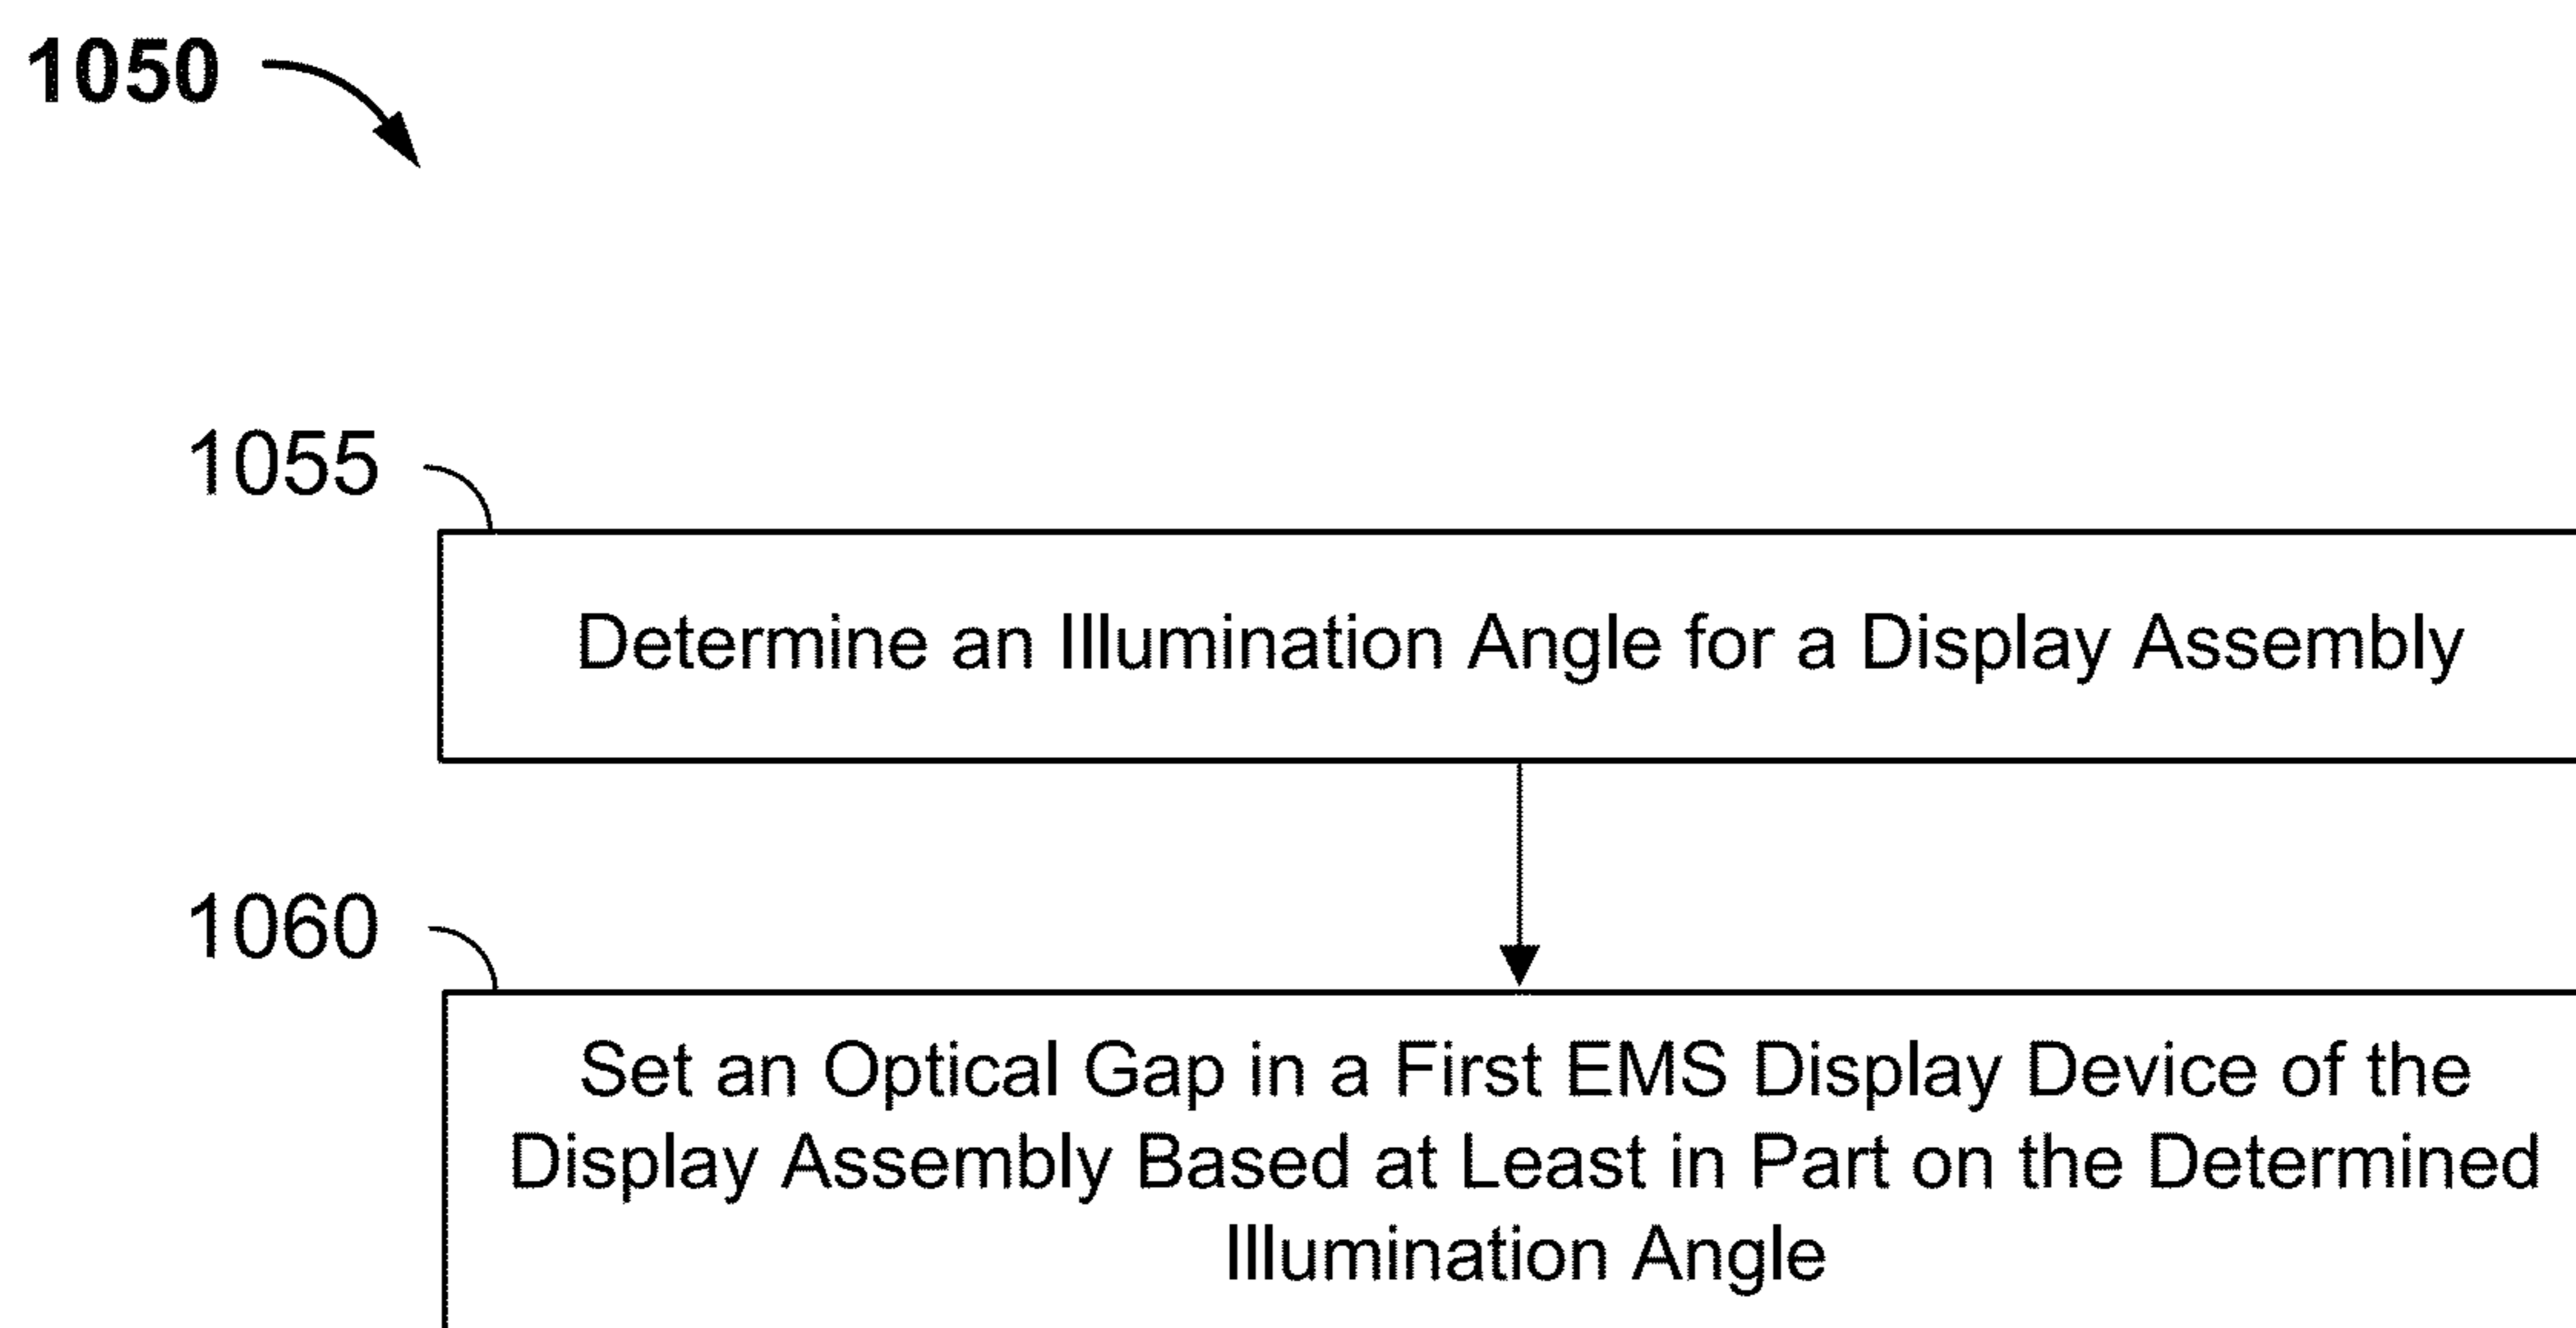 1050
1055
Determine an Illumination Angle for a Display Assembly
1060
Set an Optical Gap in a First EMS Display Device of the
Display Assembly Based at Least in Part on the Determined
Illumination Angle